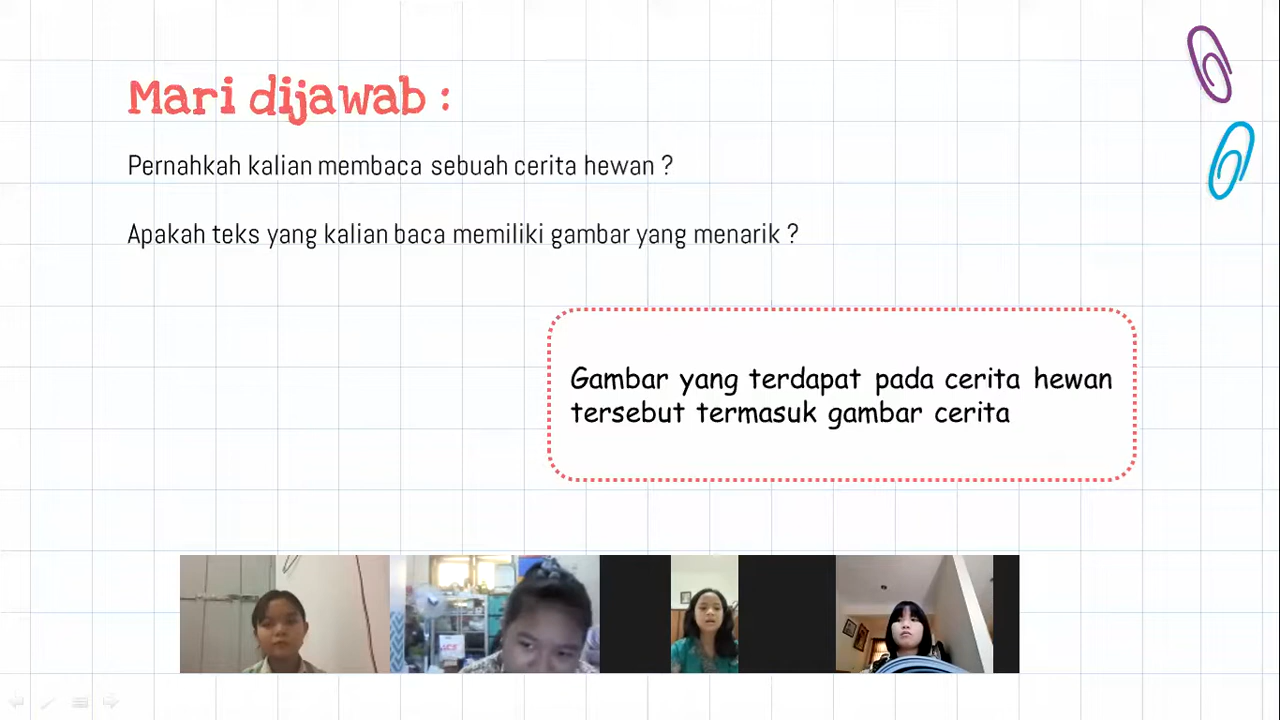 Mari dijawab :
Pernahkah kalian membaca sebuah cerita hewan ?
Apakah teks yang kalian baca memiliki gambar yang menarik ?
Gambar yang terdapat pada cerita hewan
tersebut termasuk gambar cerita